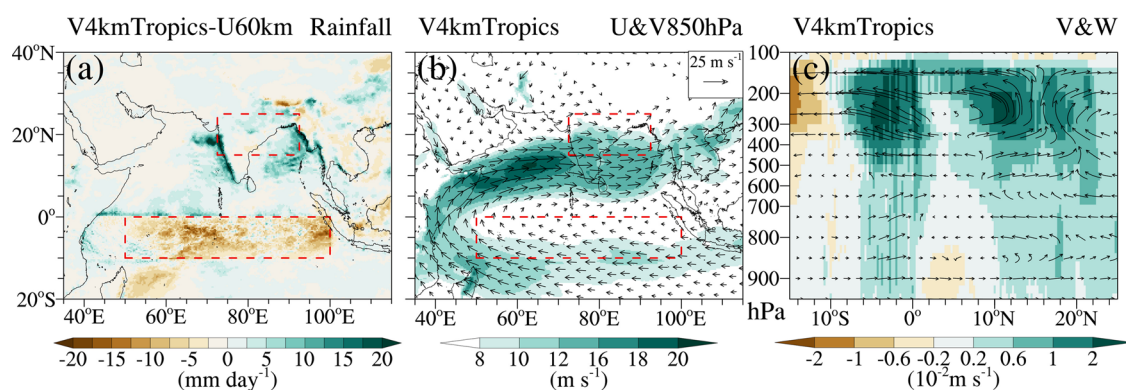 V4kmTropics-U60km Rainfall
V4kmTropics U&V850hPa
V4kmTropics V&W
(a)
(b)
(c)
25 m s⁻¹
40°N
20°N
0°
20°S
40°E 60°E 80°E 100°E
40°E 60°E 80°E 100°E
100
200
300
400
500
600
700
800
900
hPa
10°S 0° 10°N 20°N
-20 -15 -10 -5 0 5 10 15 20
(mm day⁻¹)
8 10 12 16 18 20
(m s⁻¹)
-2 -1 -0.6 -0.2 0.2 0.6 1 2
(10⁻²m s⁻¹)